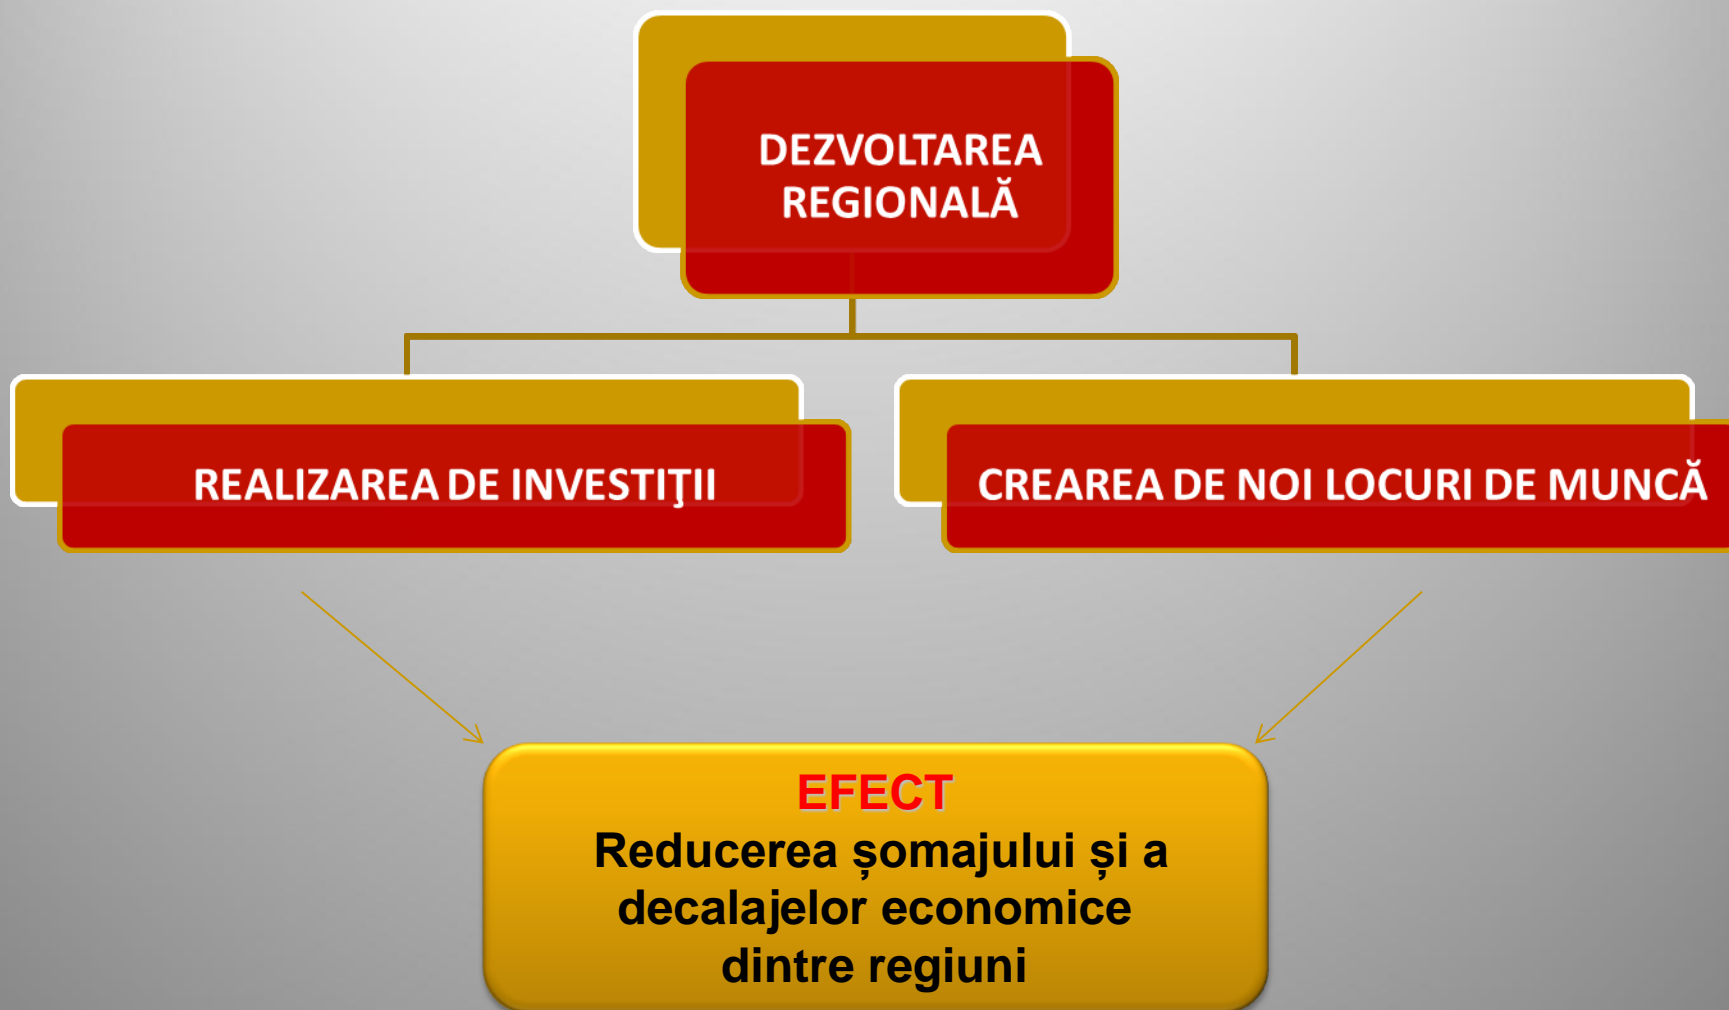 DEZVOLTAREA
REGIONALĂ
REALIZAREA DE INVESTIŢII
CREAREA DE NOI LOCURI DE MUNCĂ
EFECT
Reducerea șomajului și a
decalajelor economice
dintre regiuni